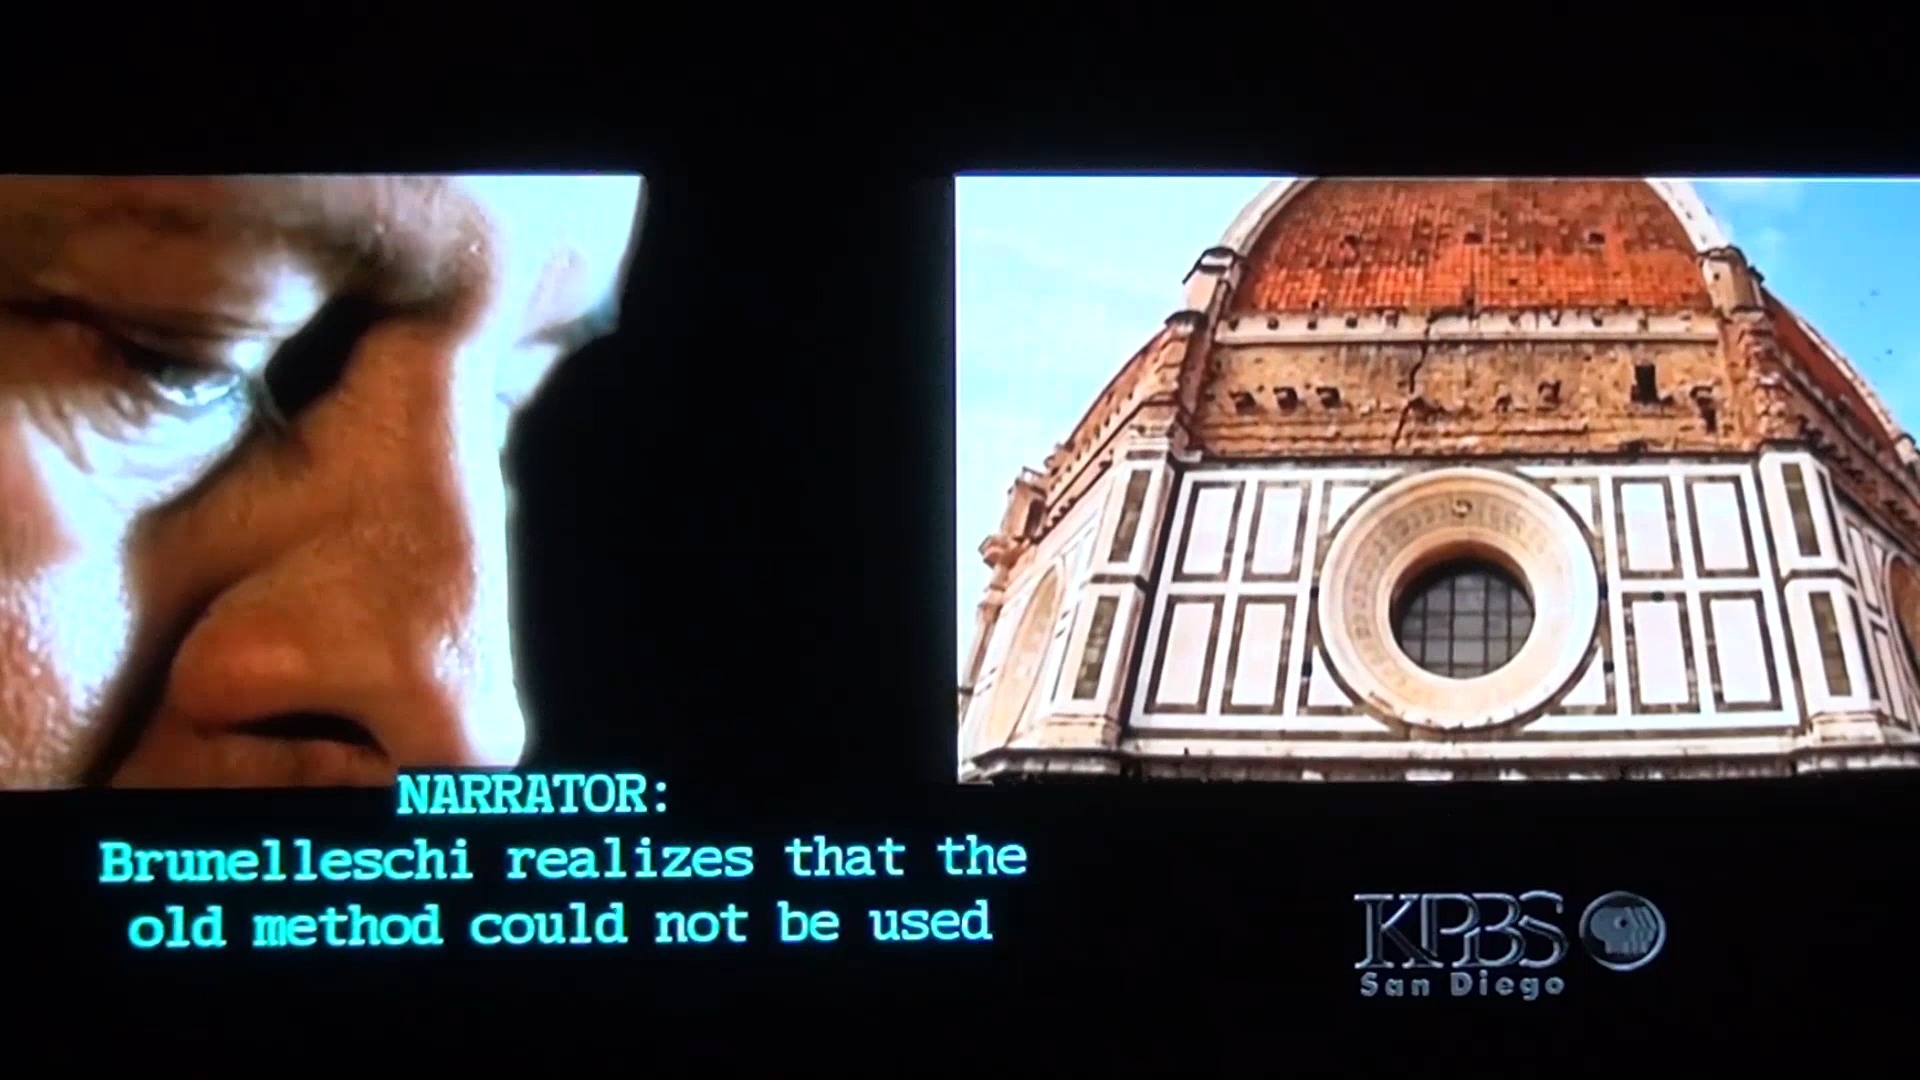 NARRATOR:
Brunelleschi realizes that the
old method could not be used
KPBS
San Diego